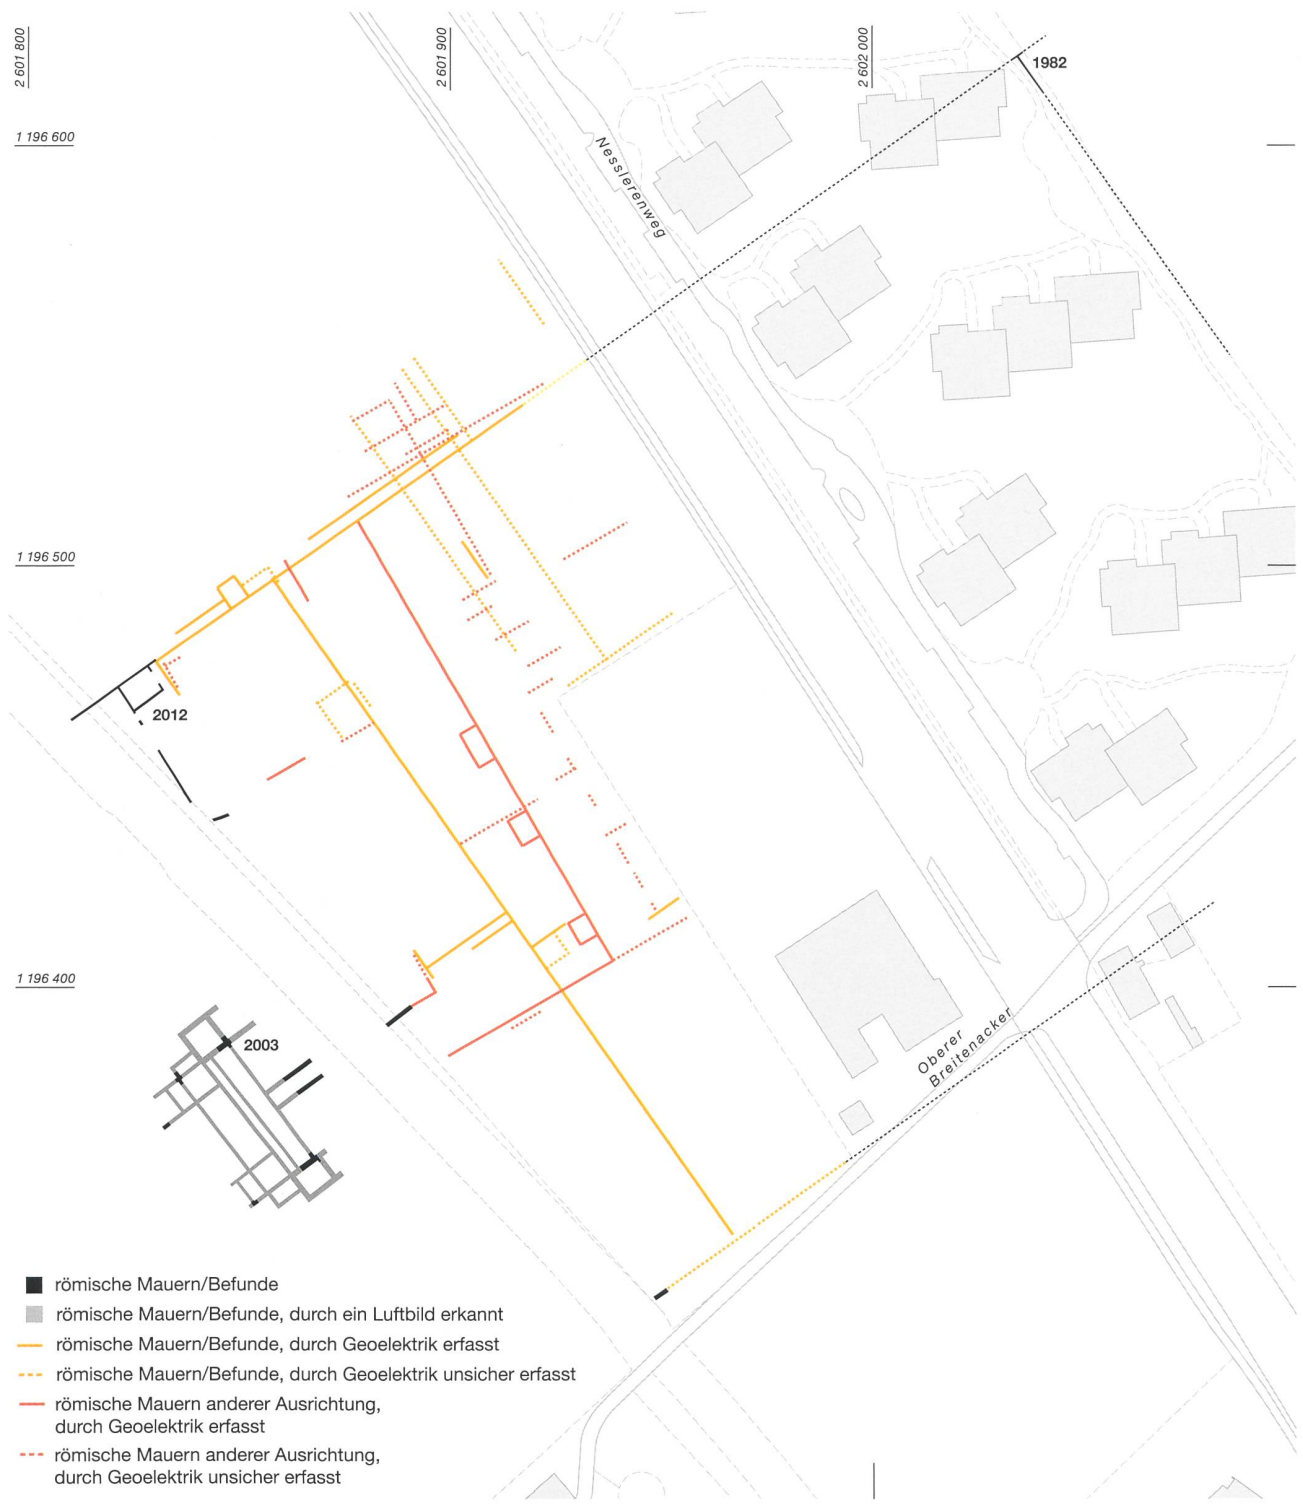 2 601 800
2 601 900
2 602 000
1982
1 196 600
Nesslerenweg
1 196 500
2012
1 196 400
2003
Oberer
Breitenacker
römische Mauern/Befunde
römische Mauern/Befunde, durch ein Luftbild erkannt
römische Mauern/Befunde, durch Geoelektrik erfasst
römische Mauern/Befunde, durch Geoelektrik unsicher erfasst
römische Mauern anderer Ausrichtung,
durch Geoelektrik erfasst
römische Mauern anderer Ausrichtung,
durch Geoelektrik unsicher erfasst